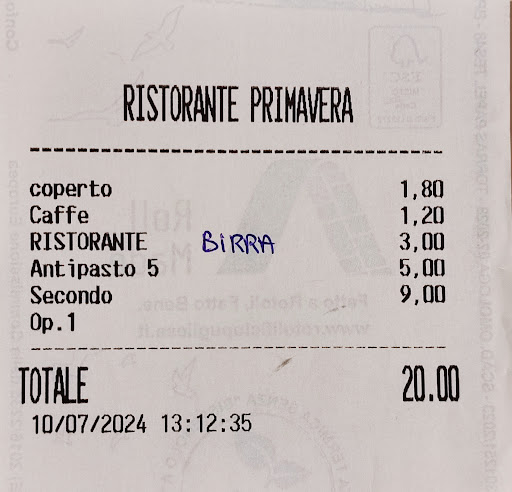 RISTORANTE PRIMAVERA
coperto 1,80
Caffe 1,20
RISTORANTE BIRRA 3,00
Antipasto 5 5,00
Secondo 9,00
Op.1
TOTALE 20.00
10/07/2024 13:12:35